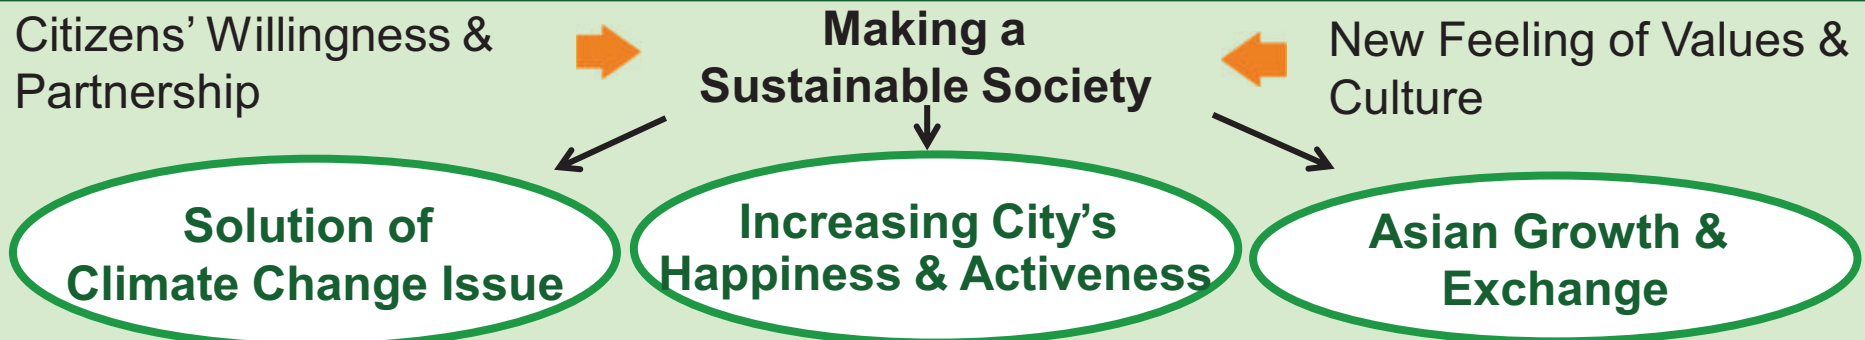 Citizens’ Willingness &
Partnership
Making a
Sustainable Society
New Feeling of Values &
Culture
Solution of
Climate Change Issue
Increasing City’s
Happiness & Activeness
Asian Growth &
Exchange